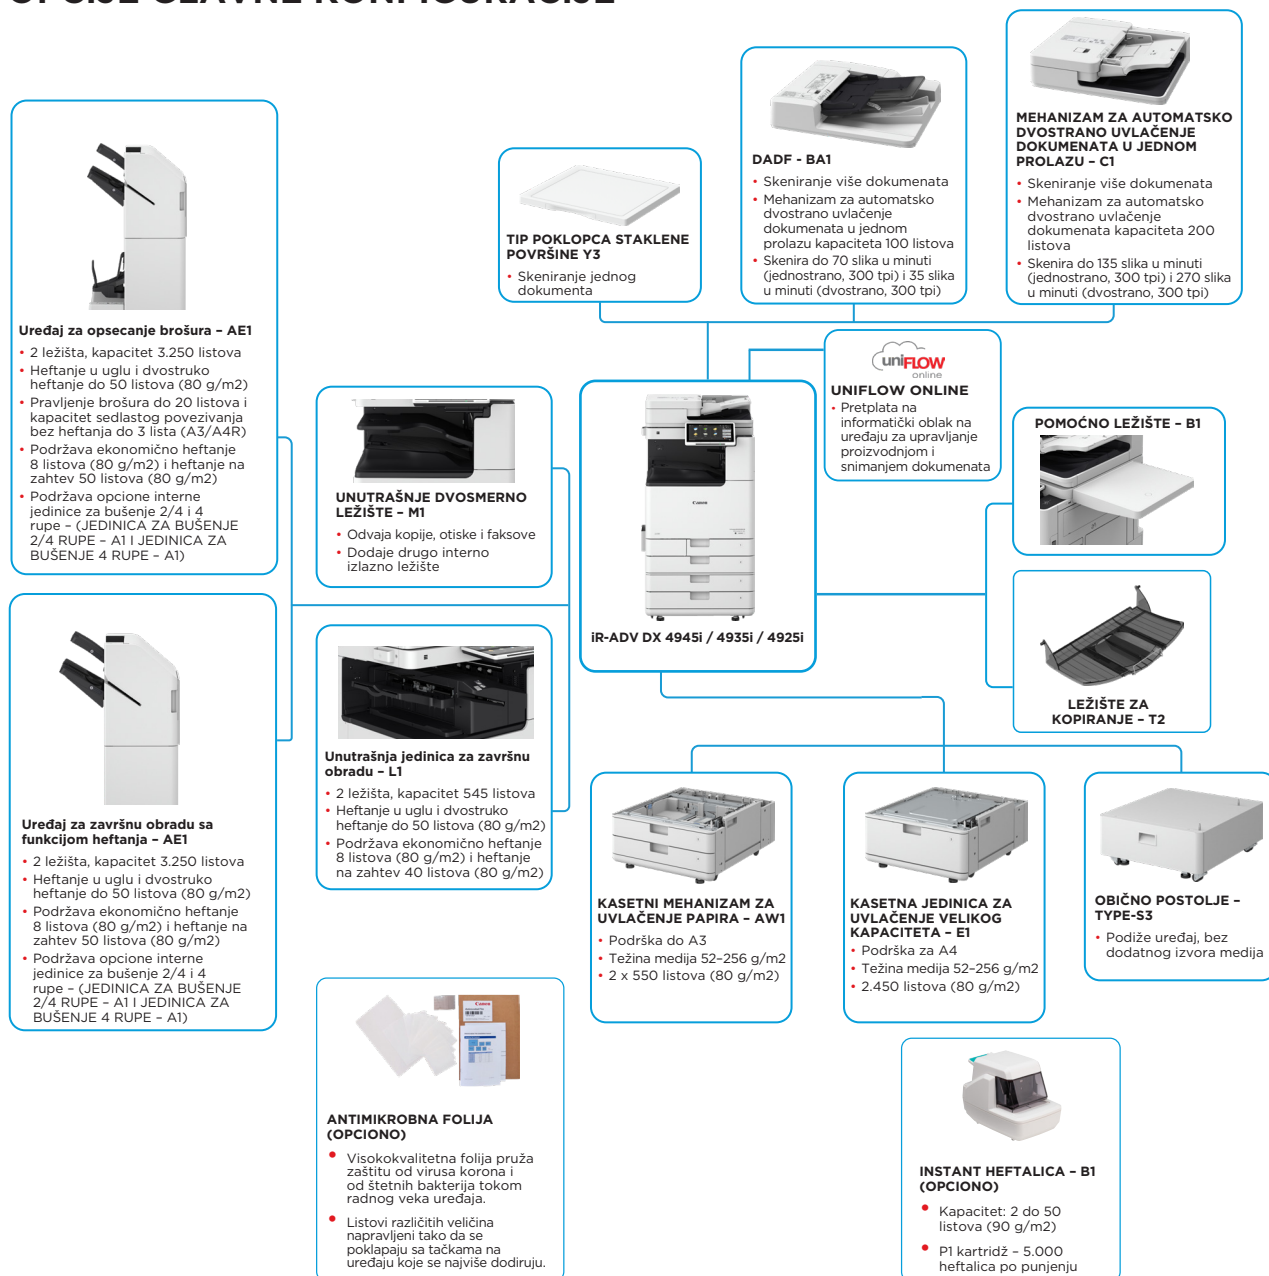 OPCIJE GLAVNE KONFIGURACIJE
Uređaj za opsecanje brošura – AE1
• 2 ležišta, kapacitet 3.250 listova
• Heftanje u uglu i dvostruko
heftanje do 50 listova (80 g/m2)
• Pravljenje brošura do 20 listova i
kapacitet sedlastog povezivanja
bez heftanja do 3 lista (A3/A4R)
• Podržava ekonomično heftanje
8 listova (80 g/m2) i heftanje na
zahtev 50 listova (80 g/m2)
• Podržava opcione interne
jedinice za bušenje 2/4 i 4
rupe – (JEDINICA ZA BUŠENJE
2/4 RUPE – A1 I JEDINICA ZA
BUŠENJE 4 RUPE – A1)
Uređaj za završnu obradu sa
funkcijom heftanja – AE1
• 2 ležišta, kapacitet 3.250 listova
• Heftanje u uglu i dvostruko
heftanje do 50 listova (80 g/m2)
• Podržava ekonomično heftanje
8 listova (80 g/m2) i heftanje na
zahtev 50 listova (80 g/m2)
• Podržava opcione interne
jedinice za bušenje 2/4 i 4
rupe – (JEDINICA ZA BUŠENJE
2/4 RUPE – A1 I JEDINICA ZA
BUŠENJE 4 RUPE – A1)
UNUTRAŠNJE DVOSMERNO
LEŽIŠTE – M1
• Odvaja kopije, otiske i faksove
• Dodaje drugo interno
izlazno ležište
Unutrašnja jedinica za završnu
obradu – L1
• 2 ležišta, kapacitet 545 listova
• Heftanje u uglu i dvostruko
heftanje do 50 listova (80 g/m2)
• Podržava ekonomično heftanje
8 listova (80 g/m2) i heftanje
na zahtev 40 listova (80 g/m2)
TIP POKLOPCA STAKLENE
POVRŠINE Y3
• Skeniranje jednog
dokumenta
DADF - BA1
• Skeniranje više dokumenata
• Mehanizam za automatsko
dvostrano uvlačenje
dokumenata u jednom
prolazu kapaciteta 100 listova
• Skenira do 70 slika u minuti
(jednostrano, 300 tpi) i 35 slika
u minuti (dvostrano, 300 tpi)
MEHANIZAM ZA AUTOMATSKO
DVOSTRANO UVLAČENJE
DOKUMENATA U JEDNOM
PROLAZU – C1
• Skeniranje više dokumenata
• Mehanizam za automatsko
dvostrano uvlačenje
dokumenata kapaciteta 200
listova
• Skenira do 135 slika u minuti
(jednostrano, 300 tpi) i 270 slika
u minuti (dvostrano, 300 tpi)
uniFLOW
online
UNIFLOW ONLINE
• Pretplata na
informatički oblak na
uređaju za upravljanje
proizvodnjom i
snimanjem dokumenata
Canon
iR-ADV DX 4945i / 4935i / 4925i
POMOĆNO LEŽIŠTE – B1
LEŽIŠTE ZA
KOPIRANJE – T2
KASETNI MEHANIZAM ZA
UVLAČENJE PAPIRA – AW1
• Podrška do A3
• Težina medija 52–256 g/m2
• 2 x 550 listova (80 g/m2)
KASETNA JEDINICA ZA
UVLAČENJE VELIKOG
KAPACITETA – E1
• Podrška za A4
• Težina medija 52–256 g/m2
• 2.450 listova (80 g/m2)
OBIČNO POSTOLJE –
TYPE-S3
• Podiže uređaj, bez
dodatnog izvora medija
Canon
ANTIMIKROBNA FOLIJA
(OPCIONO)
• Visokokvalitetna folija pruža
zaštitu od virusa korona i
od štetnih bakterija tokom
radnog veka uređaja.
• Listovi različitih veličina
napravljeni tako da se
poklapaju sa tačkama na
uređaju koje se najviše dodiruju.
INSTANT HEFTALICA – B1
(OPCIONO)
• Kapacitet: 2 do 50
listova (90 g/m2)
• P1 kartridž – 5.000
heftalica po punjenju